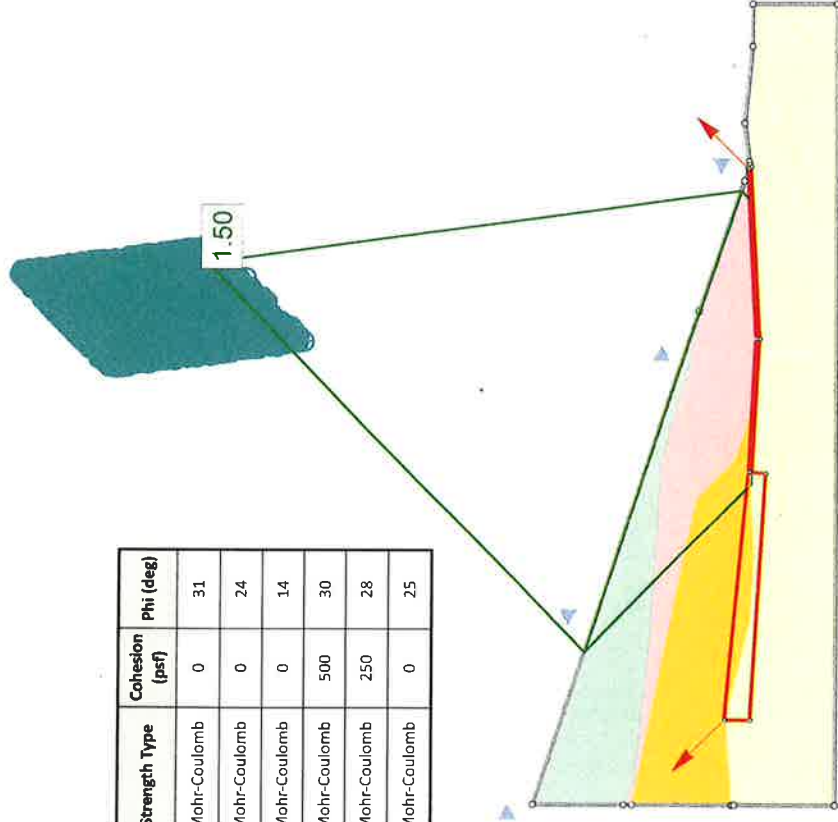 1.50
Strength Type Cohesion (psf) Phi (deg)
Mohr-Coulomb 0 31
Mohr-Coulomb 0 24
Mohr-Coulomb 0 14
Mohr-Coulomb 500 30
Mohr-Coulomb 250 28
Mohr-Coulomb 0 25